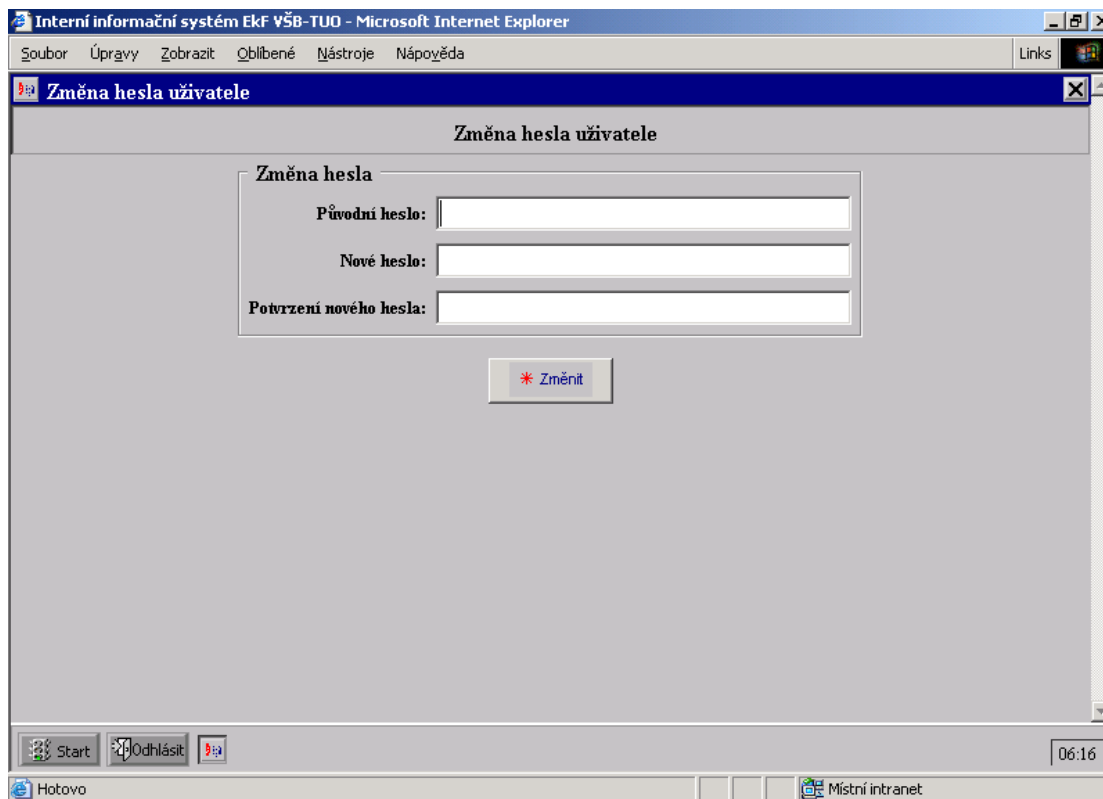 Interní informační systém EkF VŠB-TUO - Microsoft Internet Explorer
Soubor Úpravy Zobrazit Oblíbené Nástroje Nápověda Links
Změna hesla uživatele
Změna hesla uživatele
Změna hesla
Původní heslo:
Nové heslo:
Potvrzení nového hesla:
Změnit
Start Odhlásit 06:16
Hotovo Místní intranet